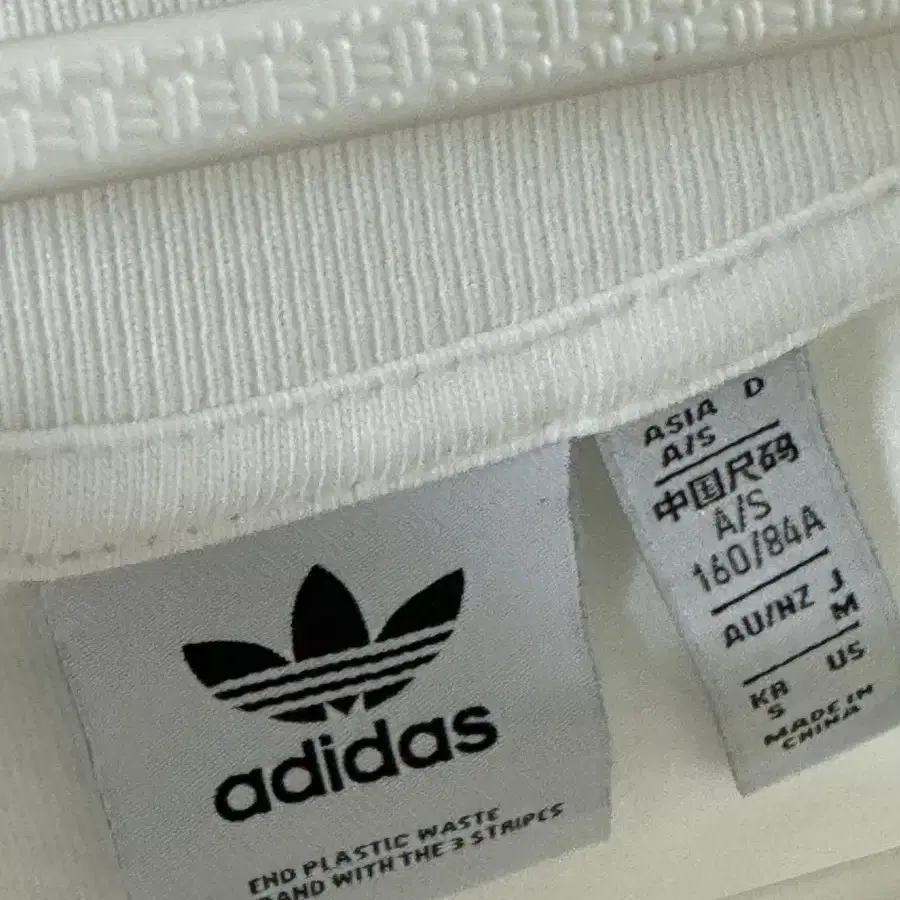 adidas
END PLASTIC WASTE
WITH THE 3 STRIPES
ASIA D
A/S
中国尺码
A/S
160/84A
AU/NZ J
M
KR US
S
MADE IN
CHINA